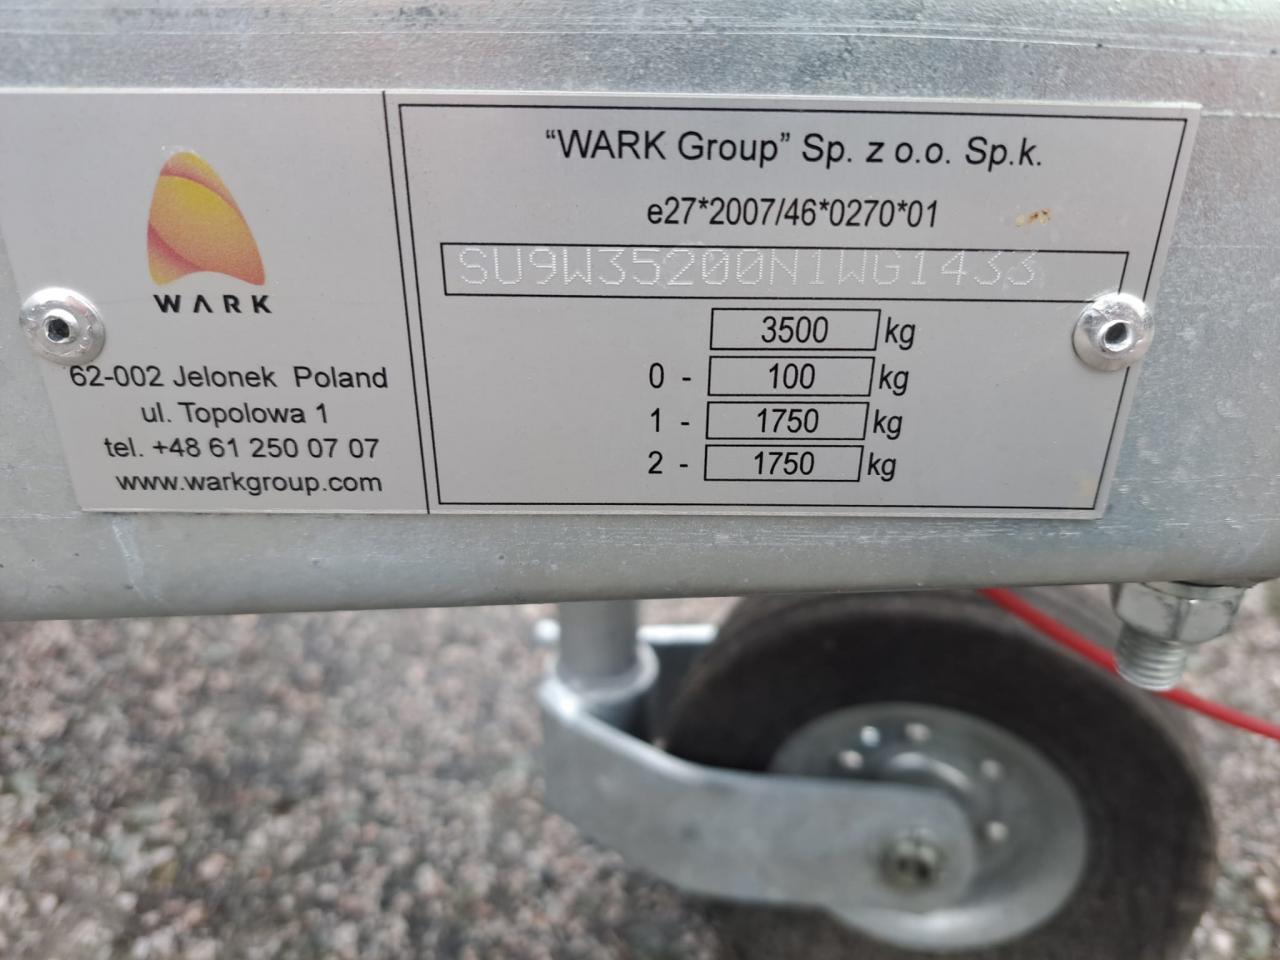 WARK
62-002 Jelonek Poland
ul. Topolowa 1
tel. +48 61 250 07 07
www.warkgroup.com
“WARK Group” Sp. z o.o. Sp.k.
e27*2007/46*0270*01
SU9W35200N1WG1433
3500 kg
0 - 100 kg
1 - 1750 kg
2 - 1750 kg